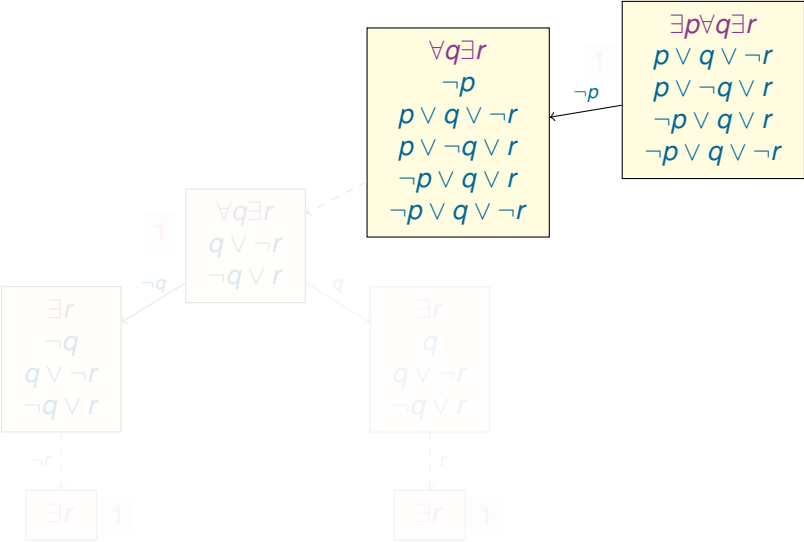 ∃p∀q∃r
p ∨ q ∨ ¬r
p ∨ ¬q ∨ r
¬p ∨ q ∨ r
¬p ∨ q ∨ ¬r
1
¬p
∀q∃r
¬p
p ∨ q ∨ ¬r
p ∨ ¬q ∨ r
¬p ∨ q ∨ r
¬p ∨ q ∨ ¬r
∀q∃r
q ∨ ¬r
¬q ∨ r
1
¬q
q
∃r
¬q
q ∨ ¬r
¬q ∨ r
∃r
q
q ∨ ¬r
¬q ∨ r
¬r
r
∃r
1
∃r
1